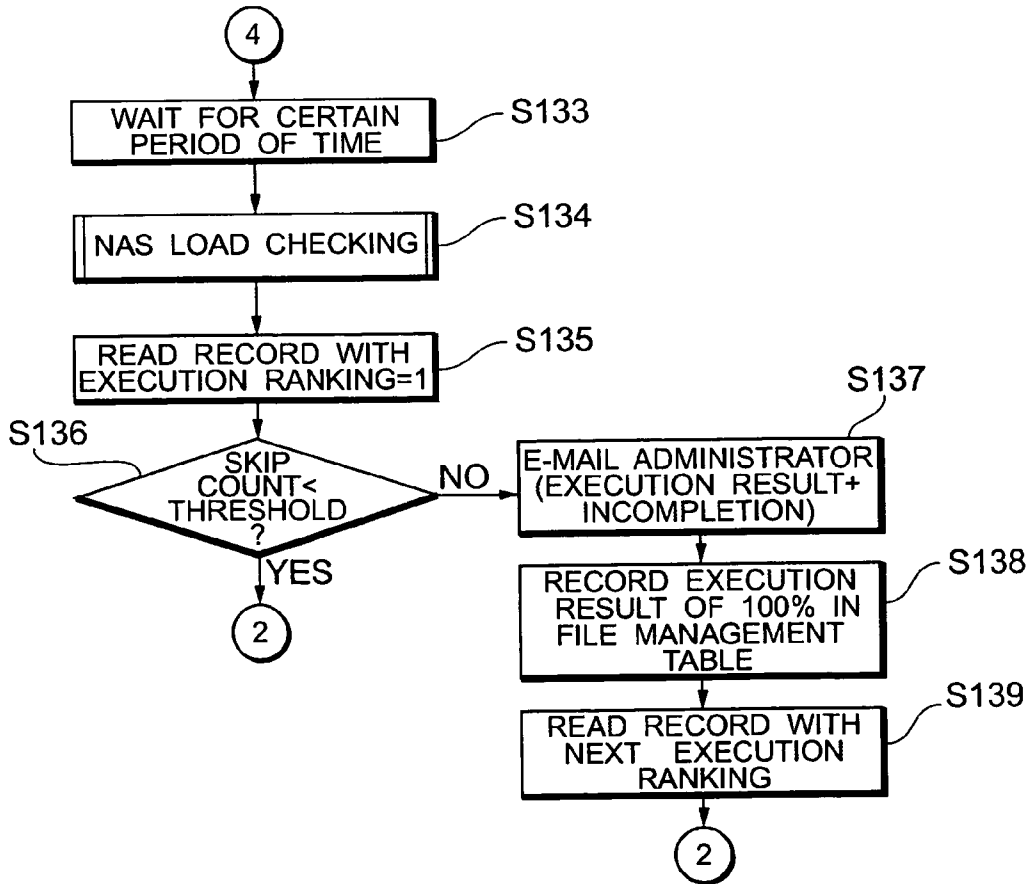 4
WAIT FOR CERTAIN
PERIOD OF TIME
S133
NAS LOAD CHECKING
S134
READ RECORD WITH
EXECUTION RANKING=1
S135
S136
SKIP
COUNT<
THRESHOLD
?
NO
YES
2
S137
E-MAIL ADMINISTRATOR
(EXECUTION RESULT+
INCOMPLETION)
RECORD EXECUTION
RESULT OF 100% IN
FILE MANAGEMENT
TABLE
S138
READ RECORD WITH
NEXT EXECUTION
RANKING
S139
2